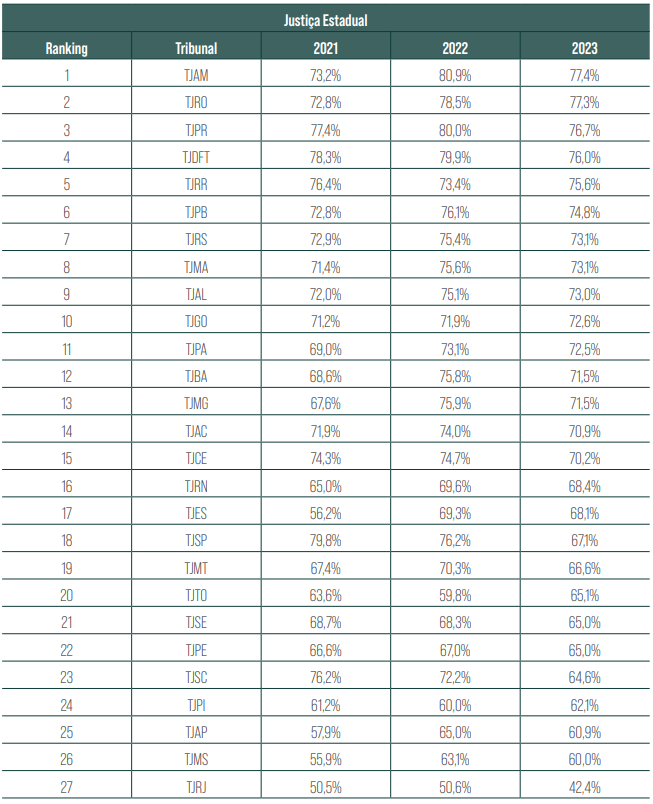 Justiça Estadual
Ranking Tribunal 2021 2022 2023
1 TJAM 73,2% 80,9% 77,4%
2 TJRO 72,8% 78,5% 77,3%
3 TJPR 77,4% 80,0% 76,7%
4 TJDFT 78,3% 79,9% 76,0%
5 TJRR 76,4% 73,4% 75,6%
6 TJPB 72,8% 76,1% 74,8%
7 TJRS 72,9% 75,4% 73,1%
8 TJMA 71,4% 75,6% 73,1%
9 TJAL 72,0% 75,1% 73,0%
10 TJGO 71,2% 71,9% 72,6%
11 TJPA 69,0% 73,1% 72,5%
12 TJBA 68,6% 75,8% 71,5%
13 TJMG 67,6% 75,9% 71,5%
14 TJAC 71,9% 74,0% 70,9%
15 TJCE 74,3% 74,7% 70,2%
16 TJRN 65,0% 69,6% 68,4%
17 TJES 56,2% 69,3% 68,1%
18 TJSP 79,8% 76,2% 67,1%
19 TJMT 67,4% 70,3% 66,6%
20 TJTO 63,6% 59,8% 65,1%
21 TJSE 68,7% 68,3% 65,0%
22 TJPE 66,6% 67,0% 65,0%
23 TJSC 76,2% 72,2% 64,6%
24 TJPI 61,2% 60,0% 62,1%
25 TJAP 57,9% 65,0% 60,9%
26 TJMS 55,9% 63,1% 60,0%
27 TJRJ 50,5% 50,6% 42,4%